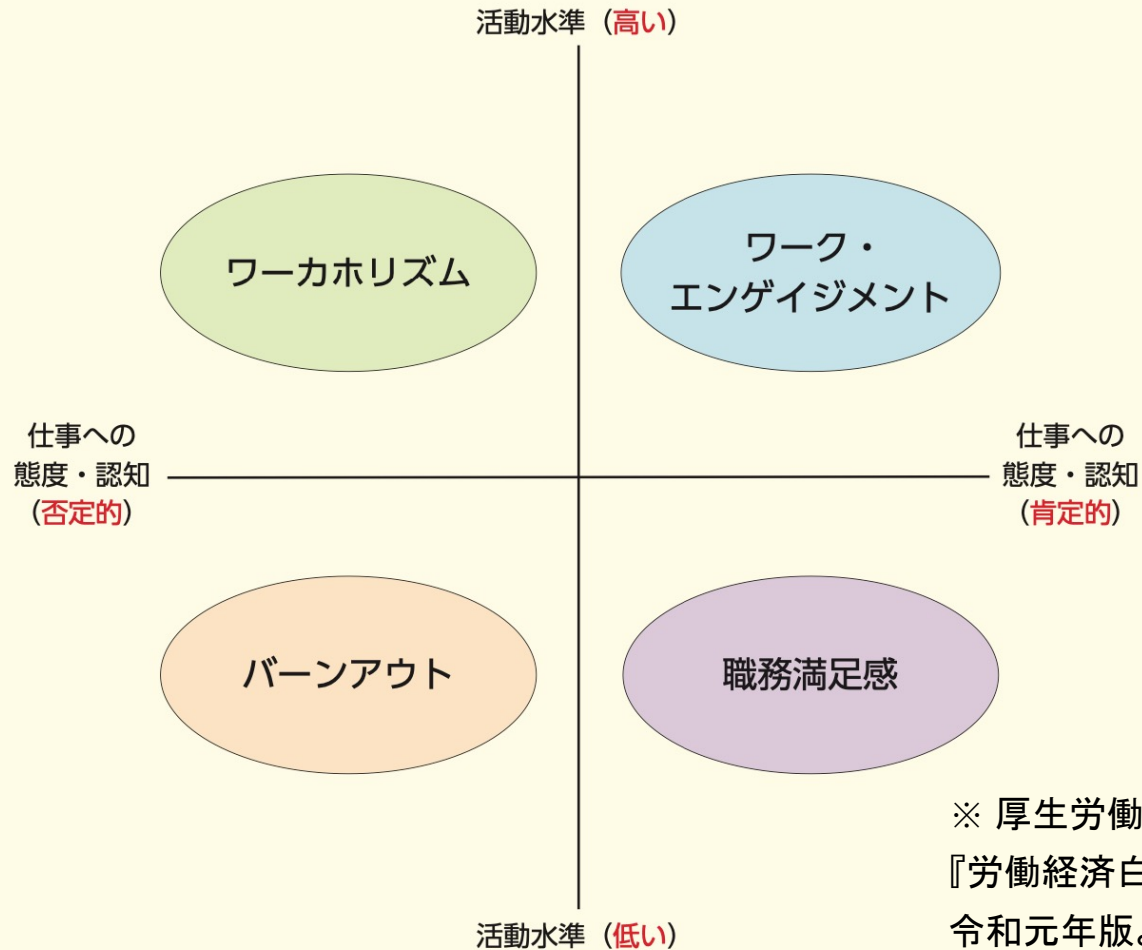 活動水準（高い）
ワーカホリズム
ワーク・
エンゲイジメント
仕事への
態度・認知
（否定的）
仕事への
態度・認知
（肯定的）
バーンアウト
職務満足感
※ 厚生労働
『労働経済白
令和元年版
活動水準（低い）